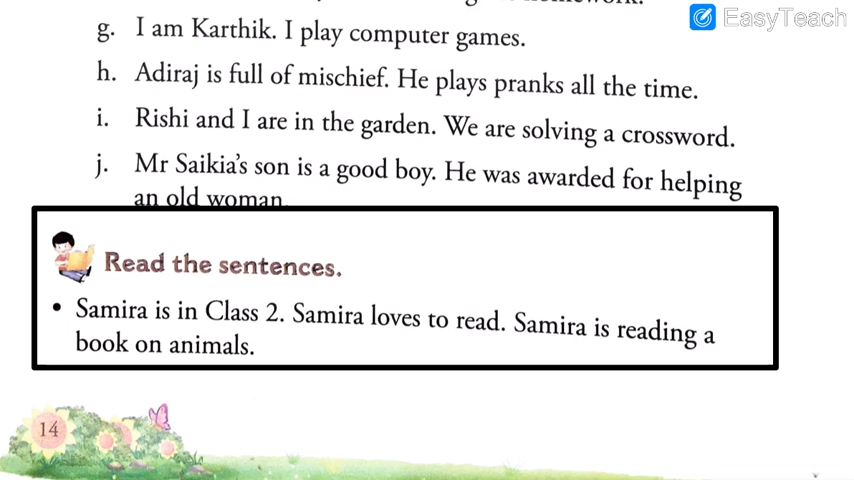 EasyTeach
g. I am Karthik. I play computer games.
h. Adiraj is full of mischief. He plays pranks all the time.
i. Rishi and I are in the garden. We are solving a crossword.
j. Mr Saikia's son is a good boy. He was awarded for helping
an old woman.
Read the sentences.
• Samira is in Class 2. Samira loves to read. Samira is reading a
book on animals.
14